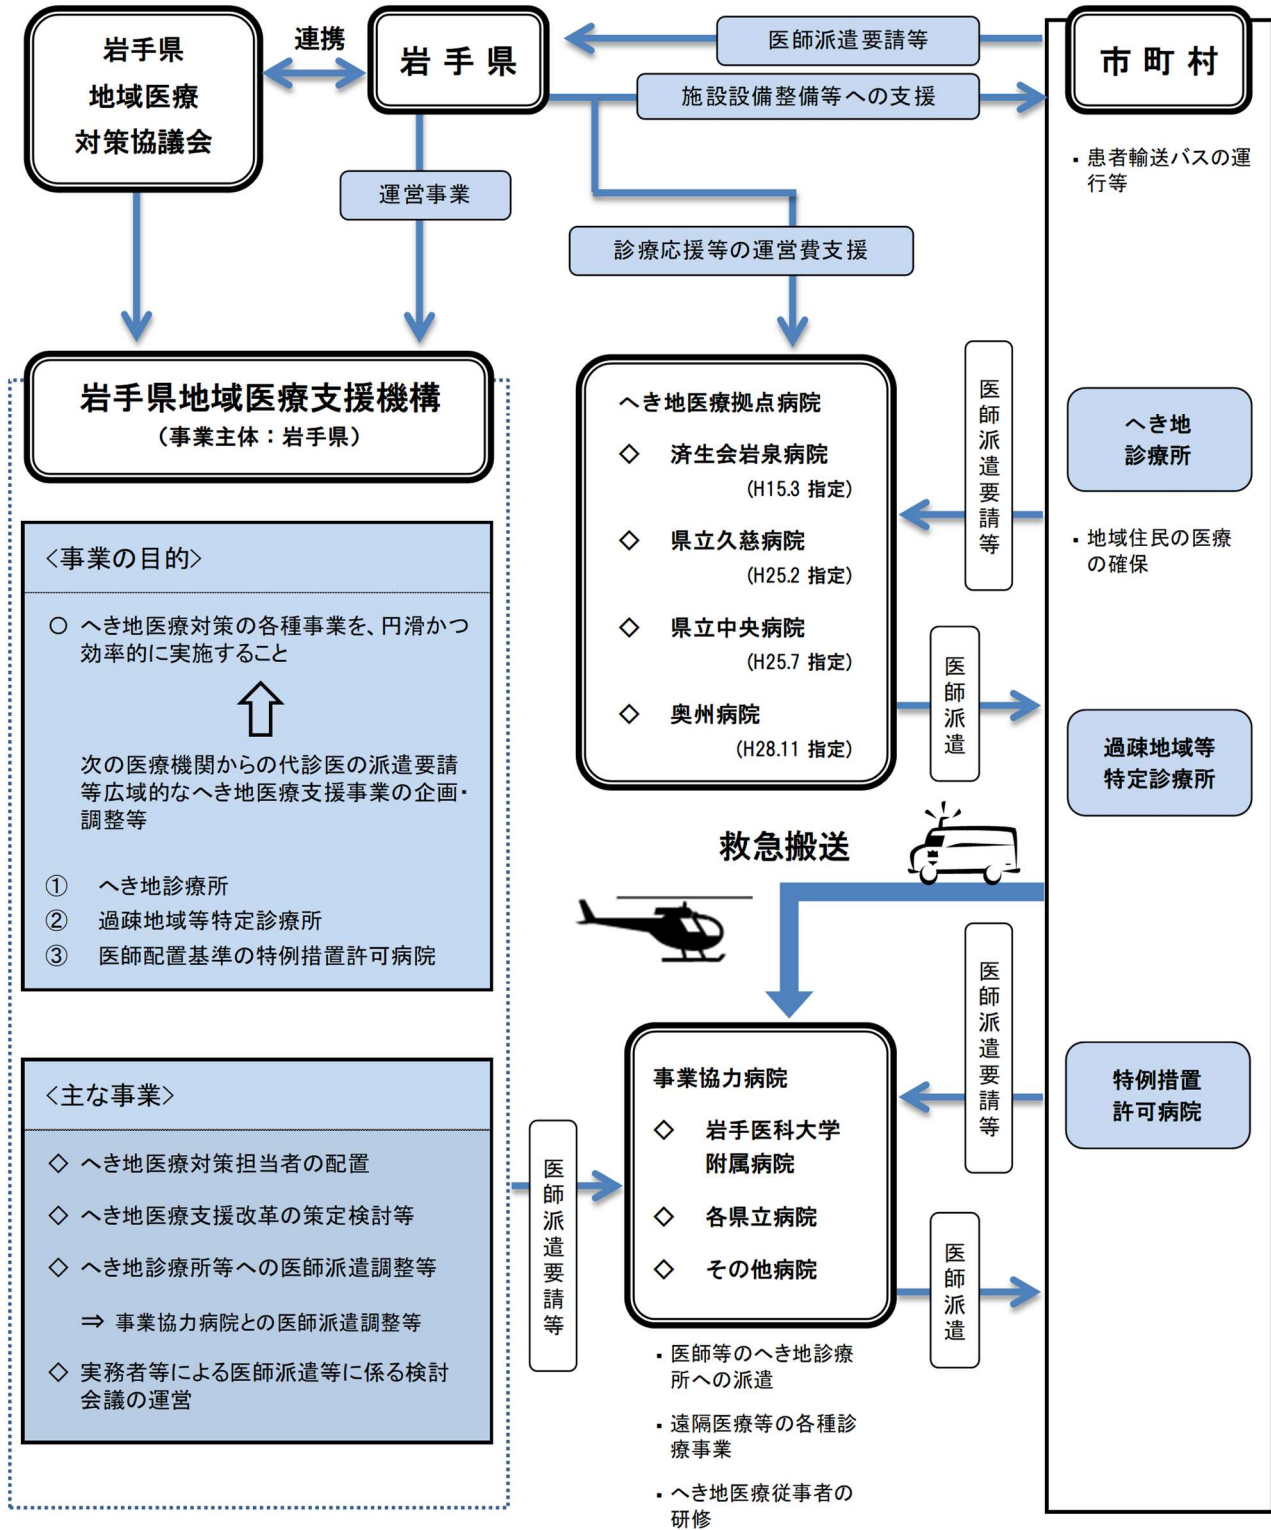 岩手県
地域医療
対策協議会
連携
岩手県
医師派遣要請等
施設設備整備等への支援
市町村
▪ 患者輸送バスの運
行等
運営事業
診療応援等の運営費支援
岩手県地域医療支援機構
（事業主体：岩手県）
<事業の目的>
○ へき地医療対策の各種事業を、円滑かつ
効率的に実施すること
次の医療機関からの代診医の派遣要請
等広域的なへき地医療支援事業の企画・
調整等
① へき地診療所
② 過疎地域等特定診療所
③ 医師配置基準の特例措置許可病院
<主な事業>
◇ へき地医療対策担当者の配置
◇ へき地医療支援改革の策定検討等
◇ へき地診療所等への医師派遣調整等
⇒ 事業協力病院との医師派遣調整等
◇ 実務者等による医師派遣等に係る検討
会議の運営
医師派遣要請等
へき地医療拠点病院
◇ 済生会岩泉病院
（H15.3 指定）
◇ 県立久慈病院
（H25.2 指定）
◇ 県立中央病院
（H25.7 指定）
◇ 奥州病院
（H28.11 指定）
医師派遣要請等
医師派遣
救急搬送
事業協力病院
◇ 岩手医科大学
附属病院
◇ 各県立病院
◇ その他病院
▪ 医師等のへき地診療
所への派遣
▪ 遠隔医療等の各種診
療事業
▪ へき地医療従事者の
研修
医師派遣要請等
医師派遣
へき地
診療所
▪ 地域住民の医療
の確保
過疎地域等
特定診療所
特例措置
許可病院